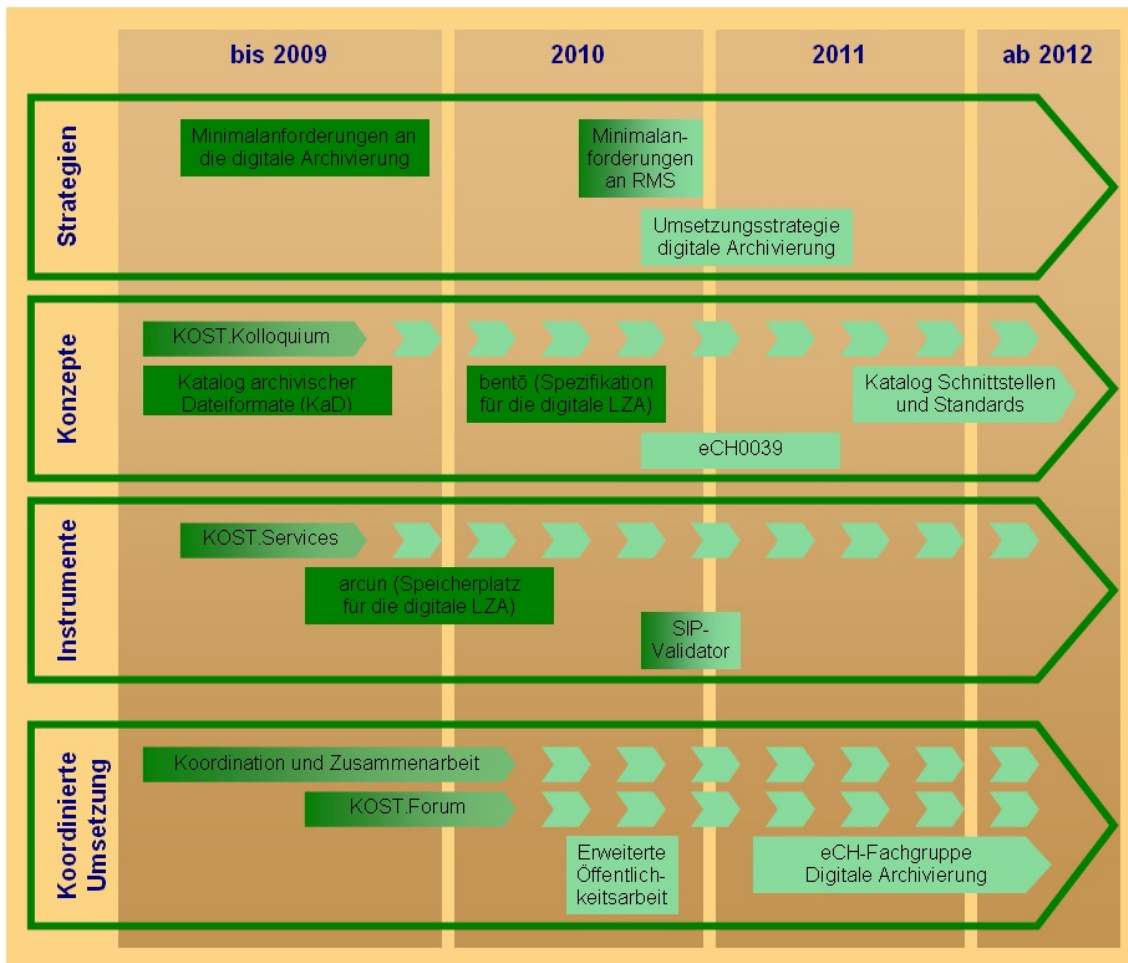 bis 2009
2010
2011
ab 2012
Strategien
Minimalanforderungen an
die digitale Archivierung
Minimalan-
forderungen
an RMS
Umsetzungsstrategie
digitale Archivierung
Konzepte
KOST.Kolloquium
Katalog archivischer
Dateiformate (KaD)
bentō (Spezifikation
für die digitale LZA)
Katalog Schnittstellen
und Standards
eCH0039
Instrumente
KOST.Services
arcun (Speicherplatz
für die digitale LZA)
SIP-
Validator
Koordinierte
Umsetzung
Koordination und Zusammenarbeit
KOST.Forum
Erweiterte
Öffentlich-
keitsarbeit
eCH-Fachgruppe
Digitale Archivierung